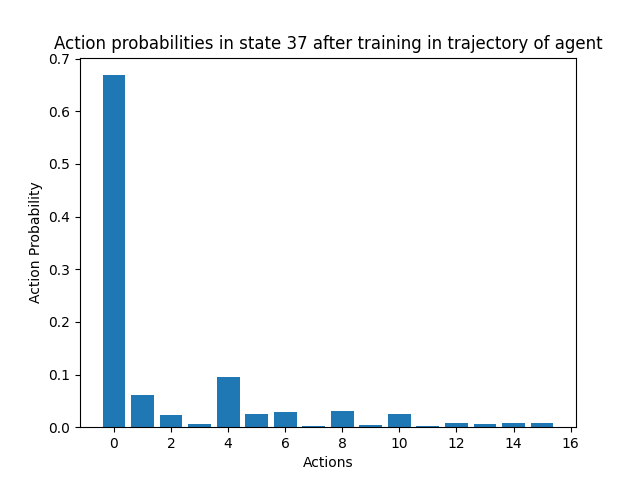 Action probabilities in state 37 after training in trajectory of agent
0.7
0.6
0.5
0.4
0.3
0.2
0.1
0.0
Action Probability
0 2 4 6 8 10 12 14 16
Actions